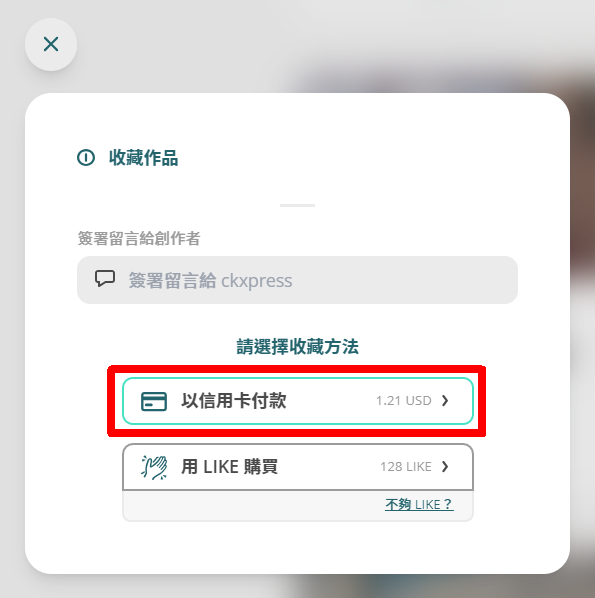 收藏作品
簽署留言給創作者
簽署留言給 ckxpress
請選擇收藏方法
以信用卡付款 1.21 USD
用 LIKE 購買 128 LIKE
不夠 LIKE？